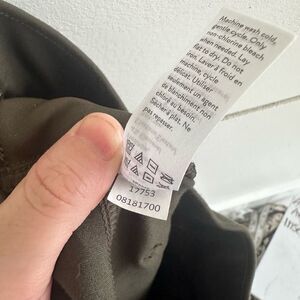 Machine wash cold,
gentle cycle. Only
non-chlorine bleach
when needed. Lay
flat to dry. Do not
iron. Laver à froid en
machine, cycle
délicat. Utiliser
seulement un agent
de blanchiment non
chloré au besoin.
Sécher à plat. Ne
pas repasser.
17753
08181700